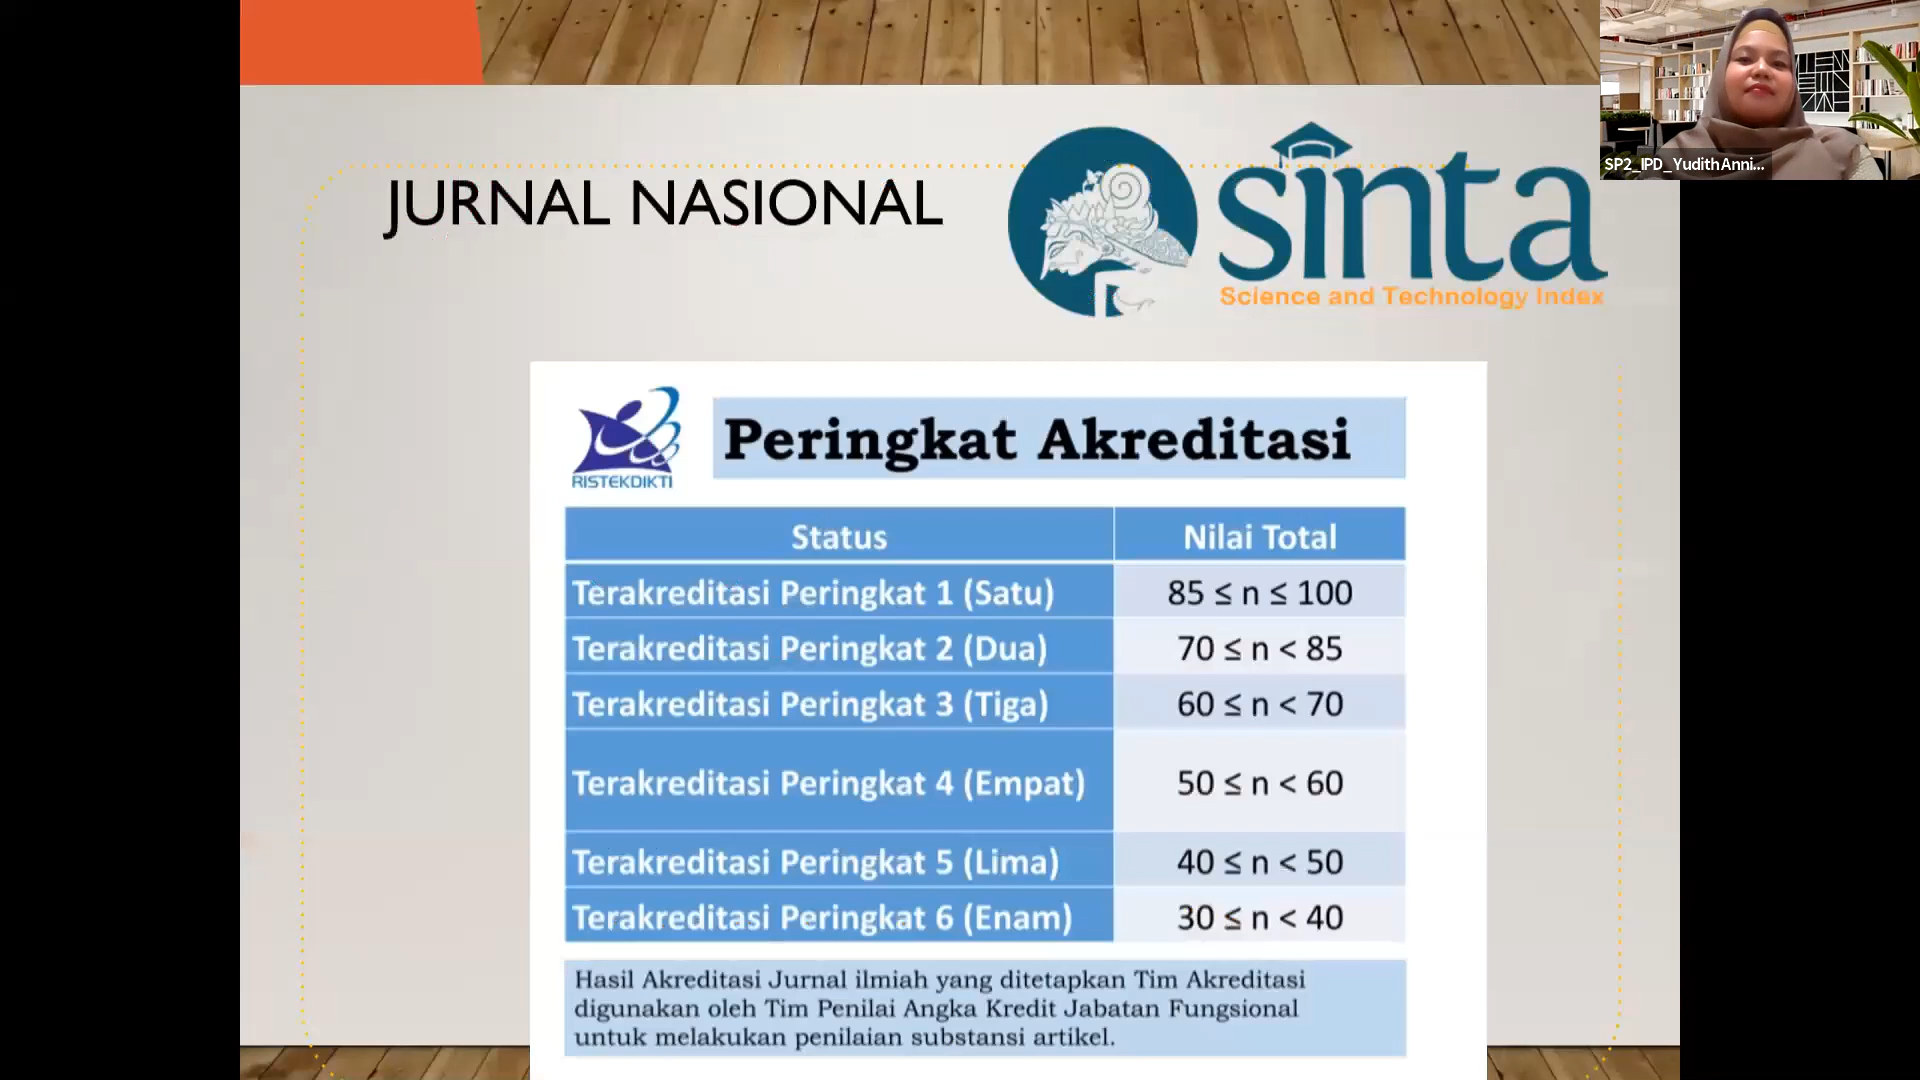 JURNAL NASIONAL
sinta
Science and Technology Index
SP2_IPD_YudithAnni...
RISTEKDIKTI
Peringkat Akreditasi
Status Nilai Total
Terakreditasi Peringkat 1 (Satu) 85 ≤ n ≤ 100
Terakreditasi Peringkat 2 (Dua) 70 ≤ n < 85
Terakreditasi Peringkat 3 (Tiga) 60 ≤ n < 70
Terakreditasi Peringkat 4 (Empat) 50 ≤ n < 60
Terakreditasi Peringkat 5 (Lima) 40 ≤ n < 50
Terakreditasi Peringkat 6 (Enam) 30 ≤ n < 40
Hasil Akreditasi Jurnal ilmiah yang ditetapkan Tim Akreditasi
digunakan oleh Tim Penilai Angka Kredit Jabatan Fungsional
untuk melakukan penilaian substansi artikel.